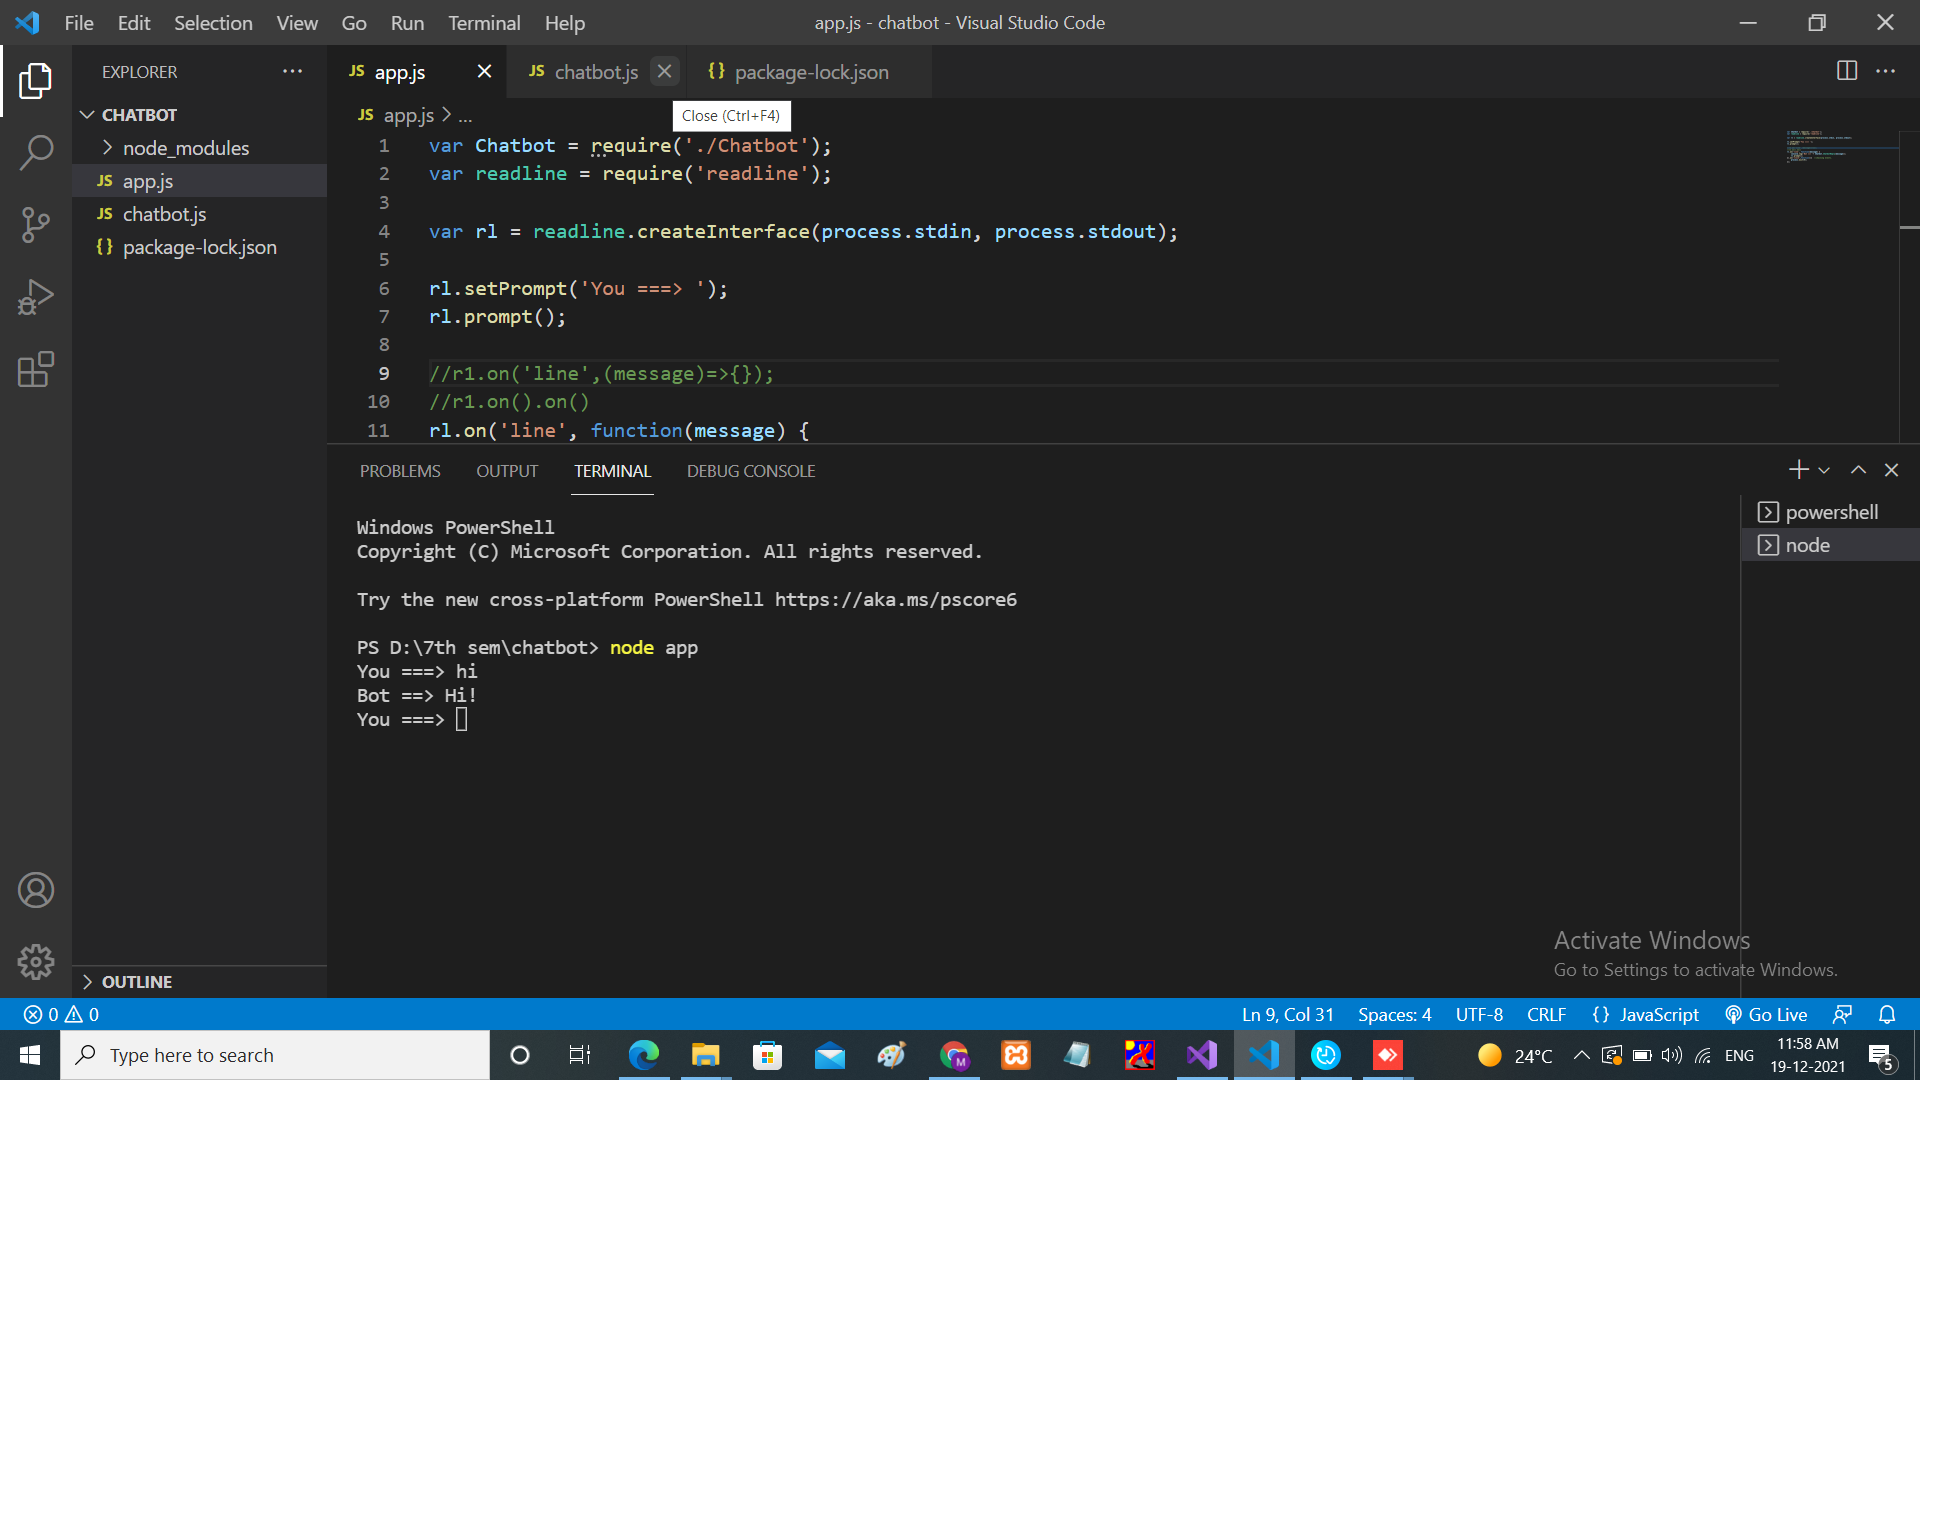 File Edit Selection View Go Run Terminal Help app.js - chatbot - Visual Studio Code
EXPLORER ...
CHATBOT
node_modules
JS app.js
JS chatbot.js
{} package-lock.json
OUTLINE
JS app.js JS chatbot.js {} package-lock.json
Close (Ctrl+F4)
JS app.js > ...
1 var Chatbot = require('./Chatbot');
2 var readline = require('readline');
3
4 var rl = readline.createInterface(process.stdin, process.stdout);
5
6 rl.setPrompt('You ===> ');
7 rl.prompt();
8
9 //r1.on('line',(message)=>{});
10 //r1.on().on()
11 rl.on('line', function(message) {
PROBLEMS OUTPUT TERMINAL DEBUG CONSOLE
Windows PowerShell
Copyright (C) Microsoft Corporation. All rights reserved.
Try the new cross-platform PowerShell https://aka.ms/pscore6
PS D:\7th sem\chatbot> node app
You ===> hi
Bot ==> Hi!
You ===>
powershell
node
Activate Windows
Go to Settings to activate Windows.
0 0 Ln 9, Col 31 Spaces: 4 UTF-8 CRLF {} JavaScript Go Live
Type here to search M 24°C ENG 11:58 AM
19-12-2021 5